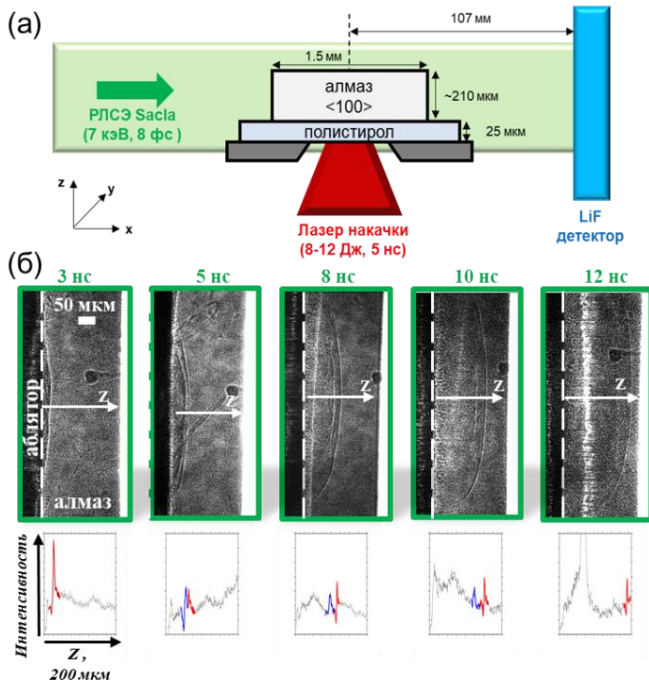 (а)
107 мм
1.5 мм
алмаз
<100>
~210 мкм
РЛСЭ Sacla
(7 кэВ, 8 фс)
полистирол
25 мкм
z
y
x
Лазер накачки
(8-12 Дж, 5 нс)
LiF
детектор
(б)
3 нс 5 нс 8 нс 10 нс 12 нс
50 мкм
аблятор
z z z z z
алмаз
Интенсивность
z ,
200 мкм